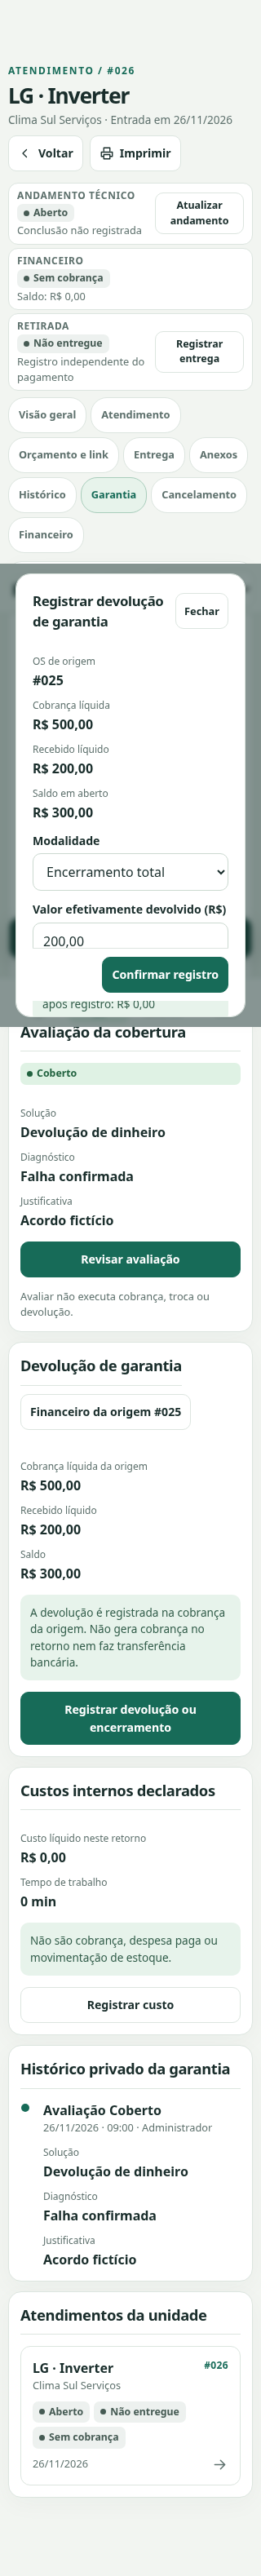 ATENDIMENTO / #026
LG · Inverter
Clima Sul Serviços · Entrada em 26/11/2026
Voltar
Imprimir
ANDAMENTO TÉCNICO
Aberto
Conclusão não registrada
Atualizar
andamento
FINANCEIRO
Sem cobrança
Saldo: R$ 0,00
RETIRADA
Não entregue
Registro independente do
pagamento
Registrar
entrega
Visão geral
Atendimento
Orçamento e link
Entrega
Anexos
Histórico
Garantia
Cancelamento
Financeiro
Registrar devolução
de garantia
Fechar
OS de origem
#025
Cobrança líquida
R$ 500,00
Recebido líquido
R$ 200,00
Saldo em aberto
R$ 300,00
Modalidade
Encerramento total
Valor efetivamente devolvido (R$)
200,00
Confirmar registro
após registro: R$ 0,00
Avaliação da cobertura
Coberto
Solução
Devolução de dinheiro
Diagnóstico
Falha confirmada
Justificativa
Acordo fictício
Revisar avaliação
Avaliar não executa cobrança, troca ou
devolução.
Devolução de garantia
Financeiro da origem #025
Cobrança líquida da origem
R$ 500,00
Recebido líquido
R$ 200,00
Saldo
R$ 300,00
A devolução é registrada na cobrança
da origem. Não gera cobrança no
retorno nem faz transferência
bancária.
Registrar devolução ou
encerramento
Custos internos declarados
Custo líquido neste retorno
R$ 0,00
Tempo de trabalho
0 min
Não são cobrança, despesa paga ou
movimentação de estoque.
Registrar custo
Histórico privado da garantia
Avaliação Coberto
26/11/2026 · 09:00 · Administrador
Solução
Devolução de dinheiro
Diagnóstico
Falha confirmada
Justificativa
Acordo fictício
Atendimentos da unidade
LG · Inverter
#026
Clima Sul Serviços
Aberto
Não entregue
Sem cobrança
26/11/2026